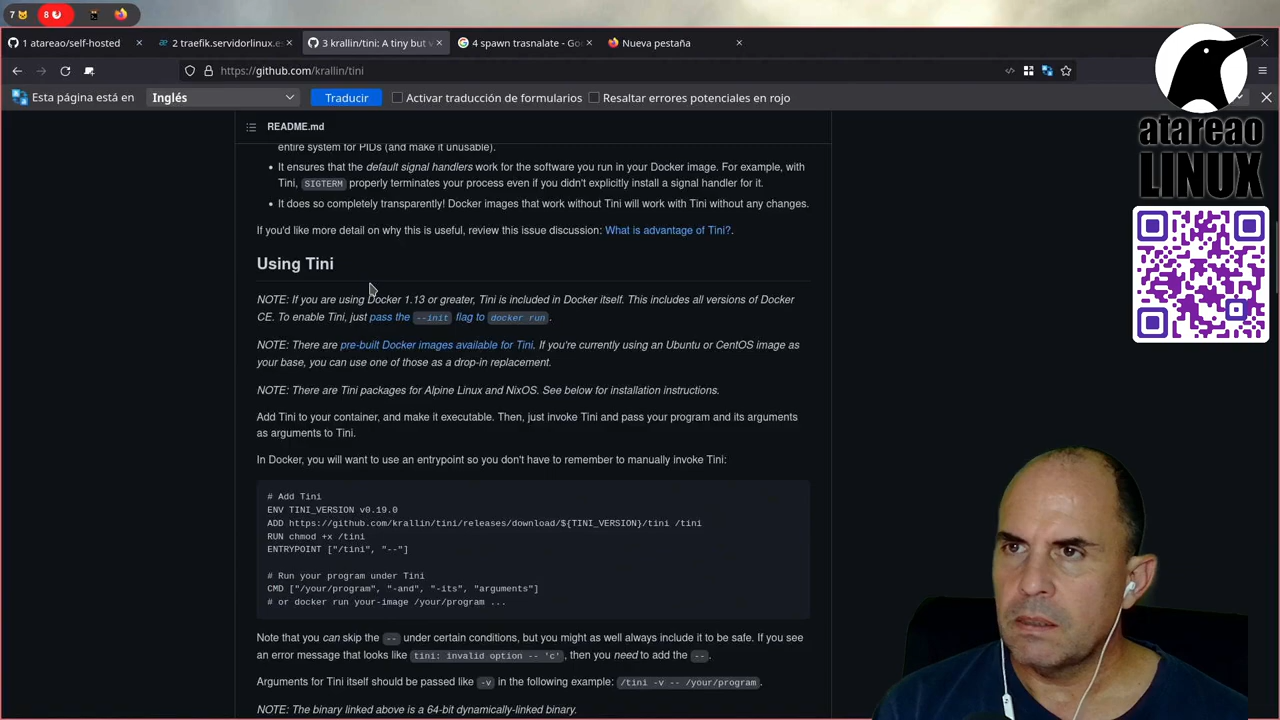 7
8
1 atareao/self-hosted
2 traefik.servidorlinux.es
3 krallin/tini: A tiny but v
4 spawn trasnalate - Go
Nueva pestaña
https://github.com/krallin/tini
Esta página está en
Inglés
Traducir
Activar traducción de formularios
Resaltar errores potenciales en rojo
README.md
entire system for PIDs (and make it unusable).
• It ensures that the default signal handlers work for the software you run in your Docker image. For example, with
Tini, SIGTERM properly terminates your process even if you didn't explicitly install a signal handler for it.
• It does so completely transparently! Docker images that work without Tini will work with Tini without any changes.
If you'd like more detail on why this is useful, review this issue discussion: What is advantage of Tini?.
Using Tini
NOTE: If you are using Docker 1.13 or greater, Tini is included in Docker itself. This includes all versions of Docker
CE. To enable Tini, just pass the --init flag to docker run.
NOTE: There are pre-built Docker images available for Tini. If you're currently using an Ubuntu or CentOS image as
your base, you can use one of those as a drop-in replacement.
NOTE: There are Tini packages for Alpine Linux and NixOS. See below for installation instructions.
Add Tini to your container, and make it executable. Then, just invoke Tini and pass your program and its arguments
as arguments to Tini.
In Docker, you will want to use an entrypoint so you don't have to remember to manually invoke Tini:
# Add Tini
ENV TINI_VERSION v0.19.0
ADD https://github.com/krallin/tini/releases/download/${TINI_VERSION}/tini /tini
RUN chmod +x /tini
ENTRYPOINT ["/tini", "--"]
# Run your program under Tini
CMD ["/your/program", "-and", "-its", "arguments"]
# or docker run your-image /your/program ...
Note that you can skip the -- under certain conditions, but you might as well always include it to be safe. If you see
an error message that looks like tini: invalid option -- 'c', then you need to add the --.
Arguments for Tini itself should be passed like -v in the following example: /tini -v -- /your/program.
NOTE: The binary linked above is a 64-bit dynamically-linked binary.
atareao
LINUX